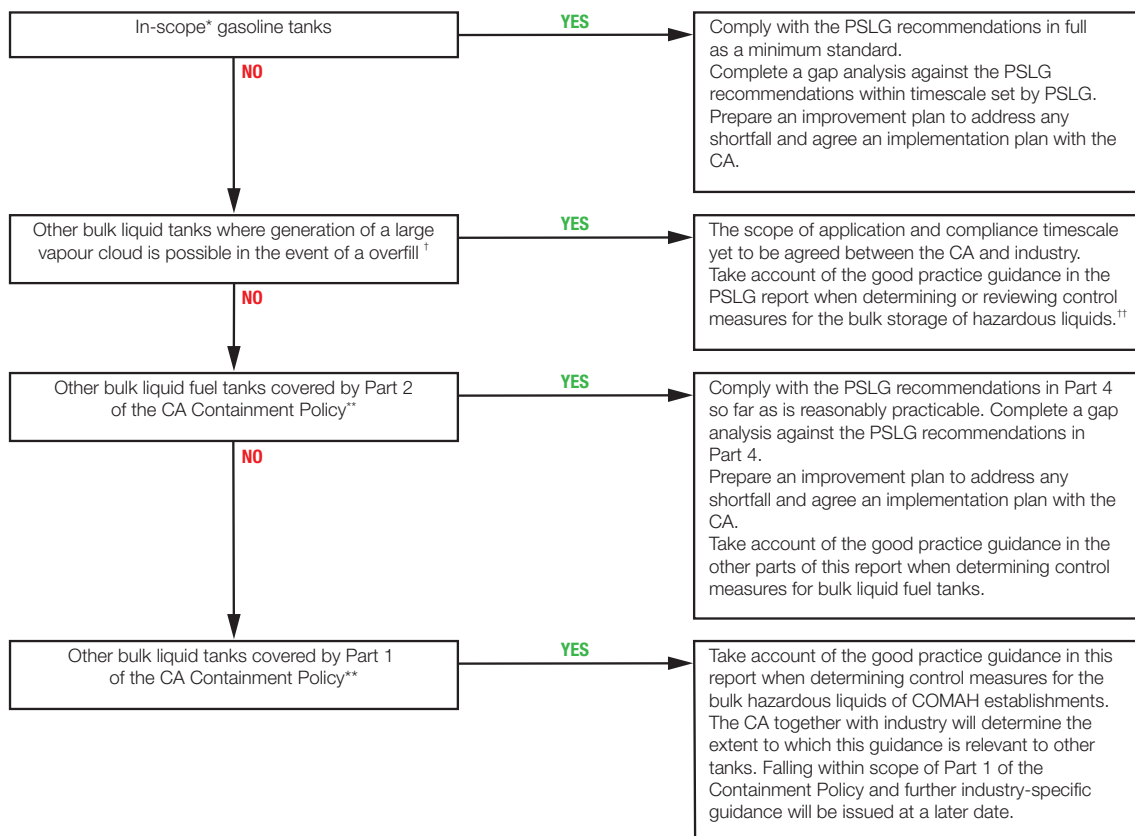 In-scope* gasoline tanks
YES
Comply with the PSLG recommendations in full
as a minimum standard.
Complete a gap analysis against the PSLG
recommendations within timescale set by PSLG.
Prepare an improvement plan to address any
shortfall and agree an implementation plan with the
CA.
NO
Other bulk liquid tanks where generation of a large
vapour cloud is possible in the event of a overfill †
YES
The scope of application and compliance timescale
yet to be agreed between the CA and industry.
Take account of the good practice guidance in the
PSLG report when determining or reviewing control
measures for the bulk storage of hazardous liquids.††
NO
Other bulk liquid fuel tanks covered by Part 2
of the CA Containment Policy**
YES
Comply with the PSLG recommendations in Part 4
so far as is reasonably practicable. Complete a gap
analysis against the PSLG recommendations in
Part 4.
Prepare an improvement plan to address any
shortfall and agree an implementation plan with the
CA.
Take account of the good practice guidance in the
other parts of this report when determining control
measures for bulk liquid fuel tanks.
NO
Other bulk liquid tanks covered by Part 1
of the CA Containment Policy**
YES
Take account of the good practice guidance in this
report when determining control measures for the
bulk hazardous liquids of COMAH establishments.
The CA together with industry will determine the
extent to which this guidance is relevant to other
tanks. Falling within scope of Part 1 of the
Containment Policy and further industry-specific
guidance will be issued at a later date.